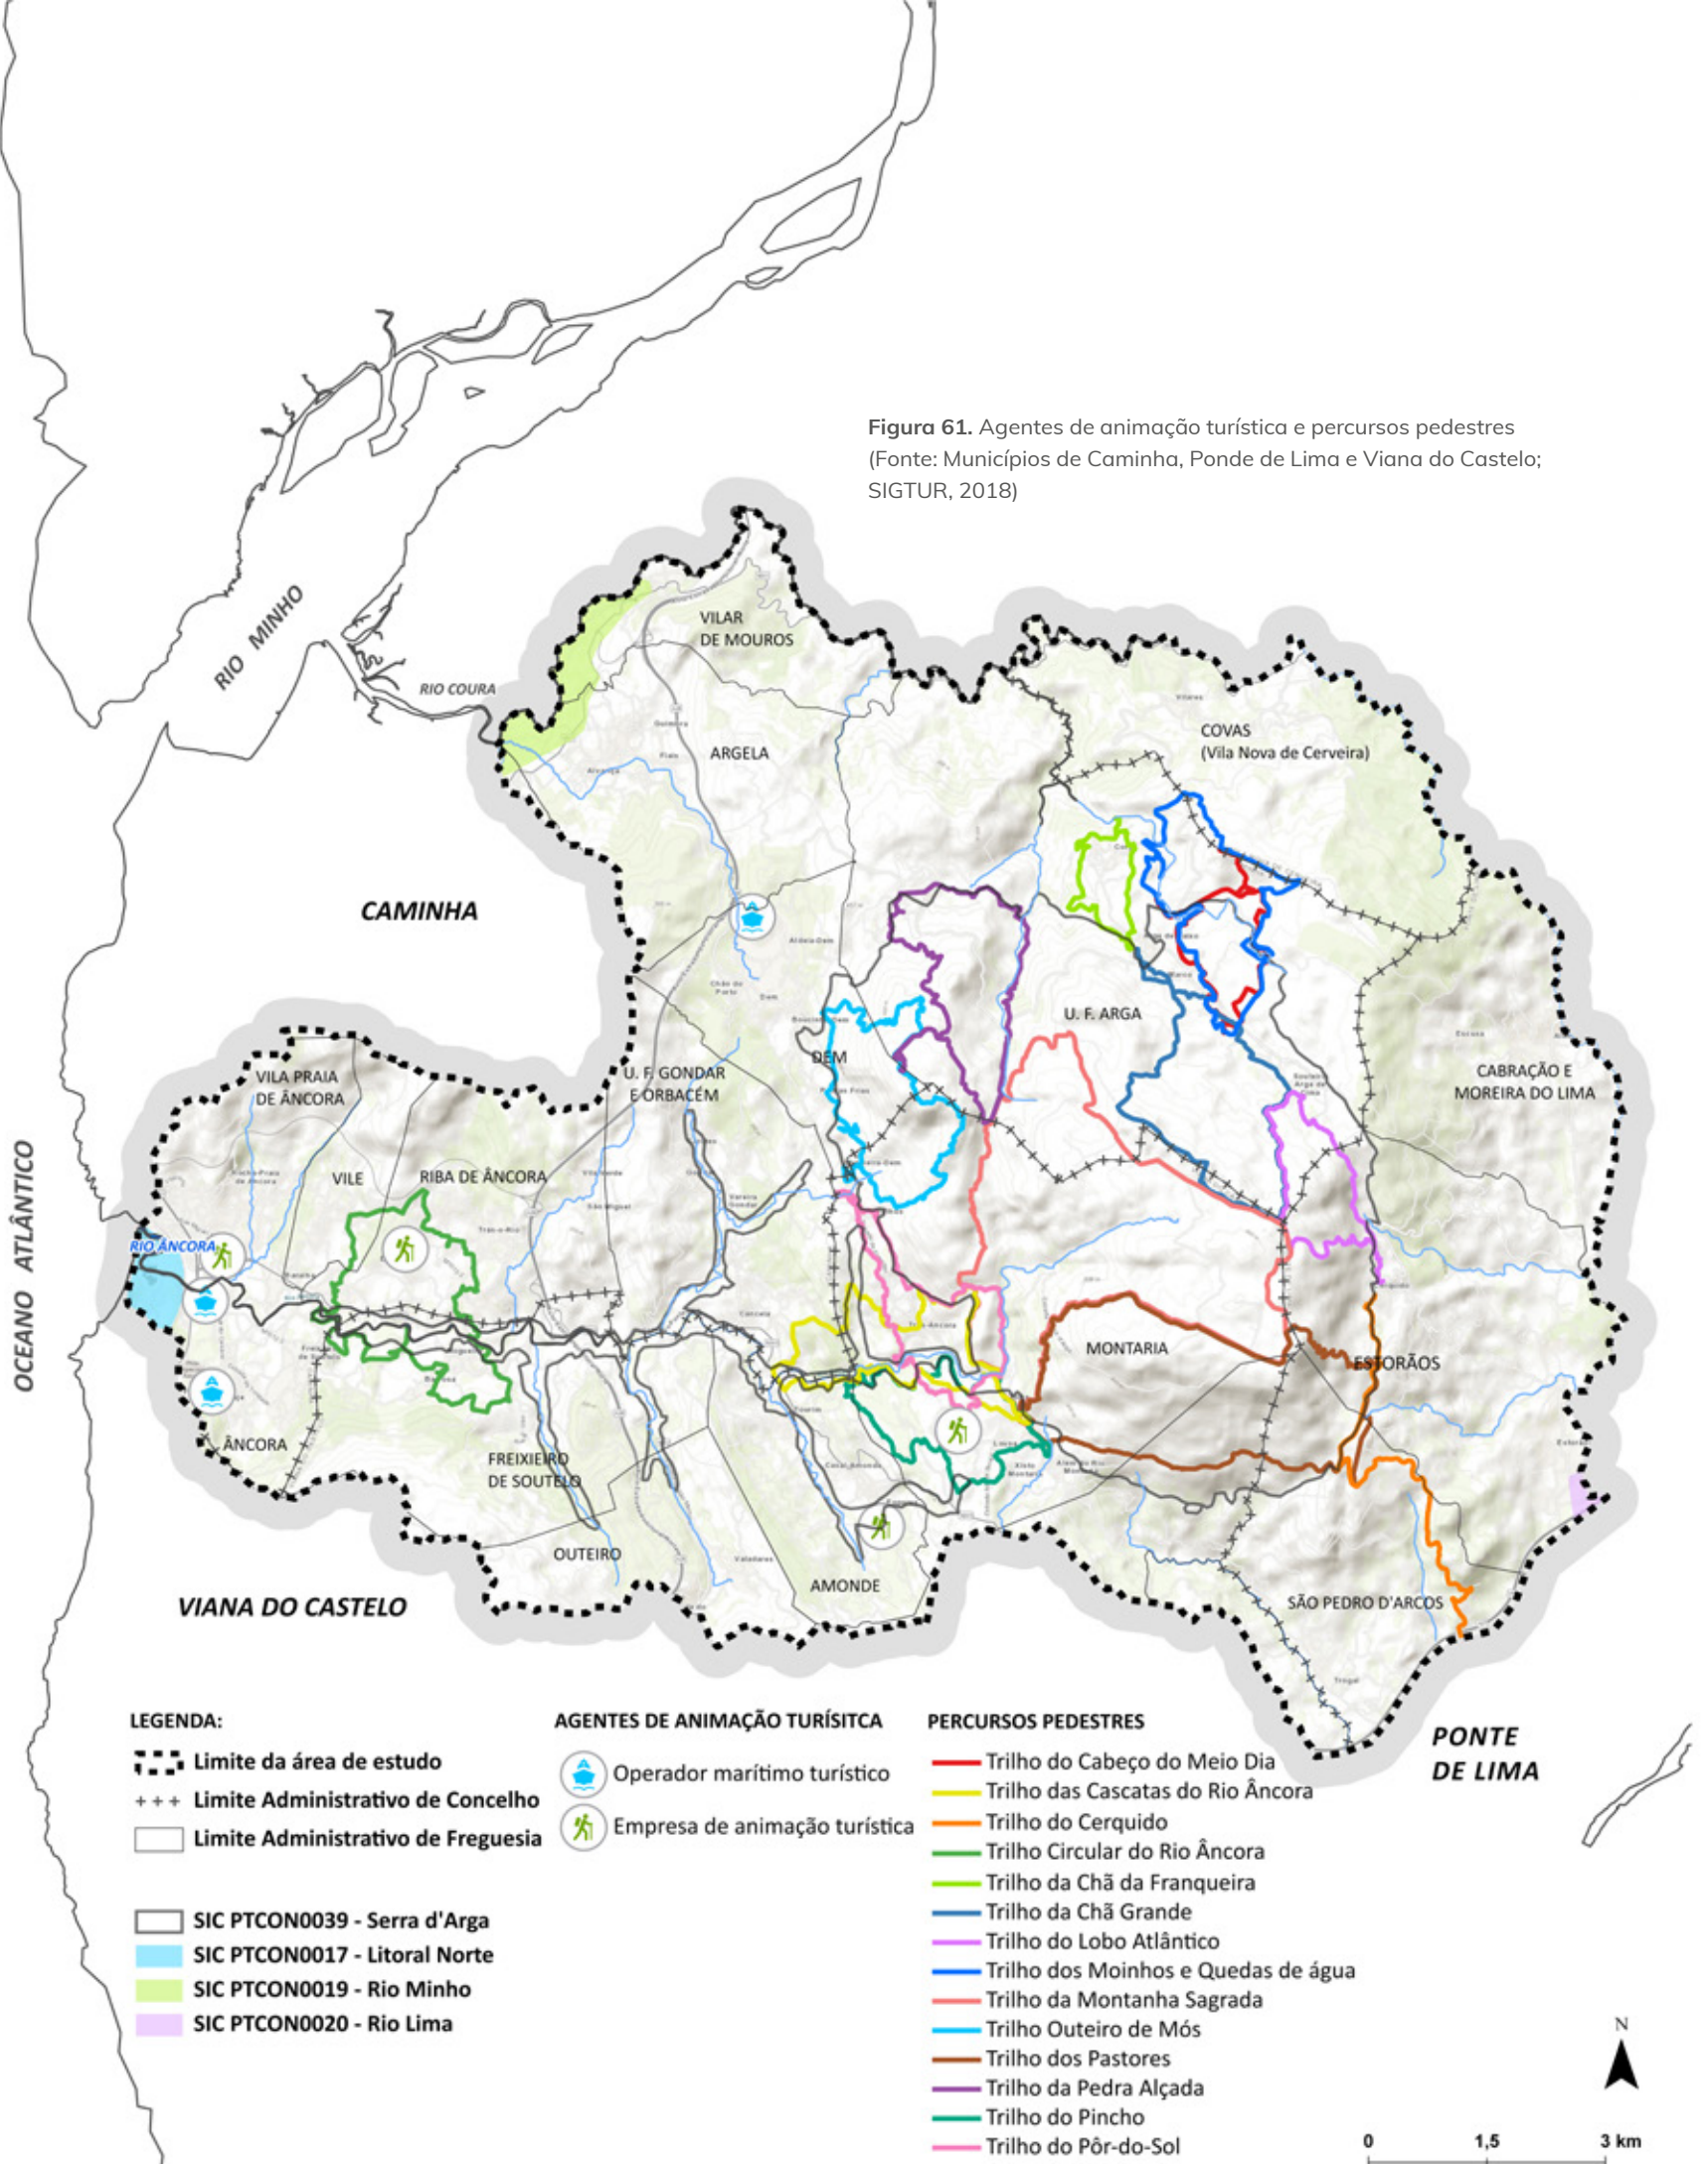 Figura 61. Agentes de animação turística e percursos pedestres
(Fonte: Municípios de Caminha, Ponde de Lima e Viana do Castelo;
SIGTUR, 2018)
RIO MINHO
RIO COURA
VILAR
DE MOUROS
ARGELA
COVAS
(Vila Nova de Cerveira)
CAMINHA
U. F. ARGA
DEM
U. F. GONDAR
E ORBACÉM
CABRAÇÃO E
MOREIRA DO LIMA
VILA PRAIA
DE ÂNCORA
VILE
RIBA DE ÂNCORA
OCEANO ATLÂNTICO
RIO ÂNCORA
MONTARIA
ESTORÃOS
ÂNCORA
FREIXIEIRO
DE SOUTELO
OUTEIRO
AMONDE
SÃO PEDRO D'ARCOS
VIANA DO CASTELO
PONTE
DE LIMA
LEGENDA:
Limite da área de estudo
Limite Administrativo de Concelho
Limite Administrativo de Freguesia
SIC PTCON0039 - Serra d'Arga
SIC PTCON0017 - Litoral Norte
SIC PTCON0019 - Rio Minho
SIC PTCON0020 - Rio Lima
AGENTES DE ANIMAÇÃO TURÍSITCA
Operador marítimo turístico
Empresa de animação turística
PERCURSOS PEDESTRES
Trilho do Cabeço do Meio Dia
Trilho das Cascatas do Rio Âncora
Trilho do Cerquido
Trilho Circular do Rio Âncora
Trilho da Chã da Franqueira
Trilho da Chã Grande
Trilho do Lobo Atlântico
Trilho dos Moinhos e Quedas de água
Trilho da Montanha Sagrada
Trilho Outeiro de Mós
Trilho dos Pastores
Trilho da Pedra Alçada
Trilho do Pincho
Trilho do Pôr-do-Sol
N
0 1,5 3 km